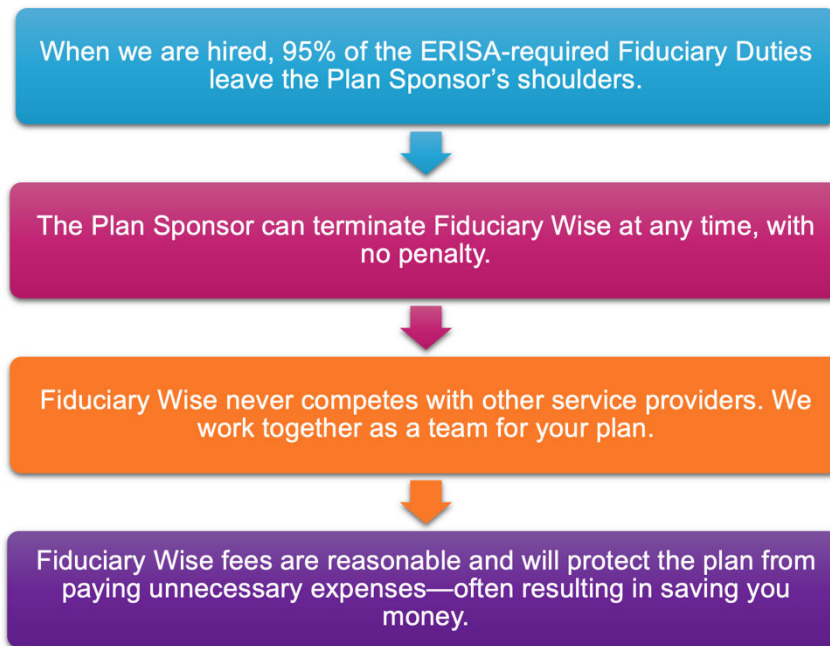 When we are hired, 95% of the ERISA-required Fiduciary Duties
leave the Plan Sponsor's shoulders.
The Plan Sponsor can terminate Fiduciary Wise at any time, with
no penalty.
Fiduciary Wise never competes with other service providers. We
work together as a team for your plan.
Fiduciary Wise fees are reasonable and will protect the plan from
paying unnecessary expenses—often resulting in saving you
money.